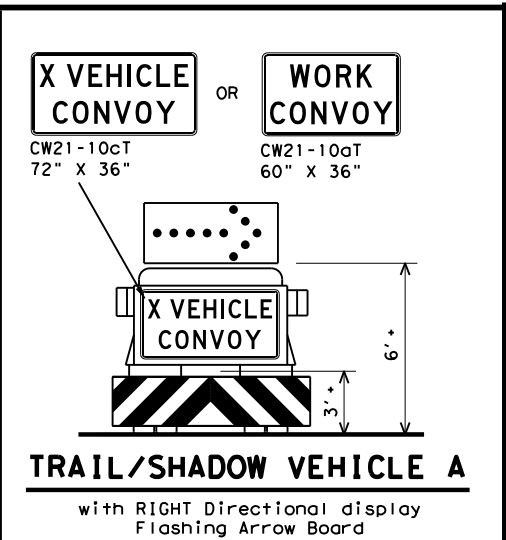 X VEHICLE
CONVOY
OR
WORK
CONVOY
CW21-10cT
72" X 36"
CW21-10aT
60" X 36"
X VEHICLE
CONVOY
6'+
3'+
TRAIL/SHADOW VEHICLE A
with RIGHT Directional display
Flashing Arrow Board